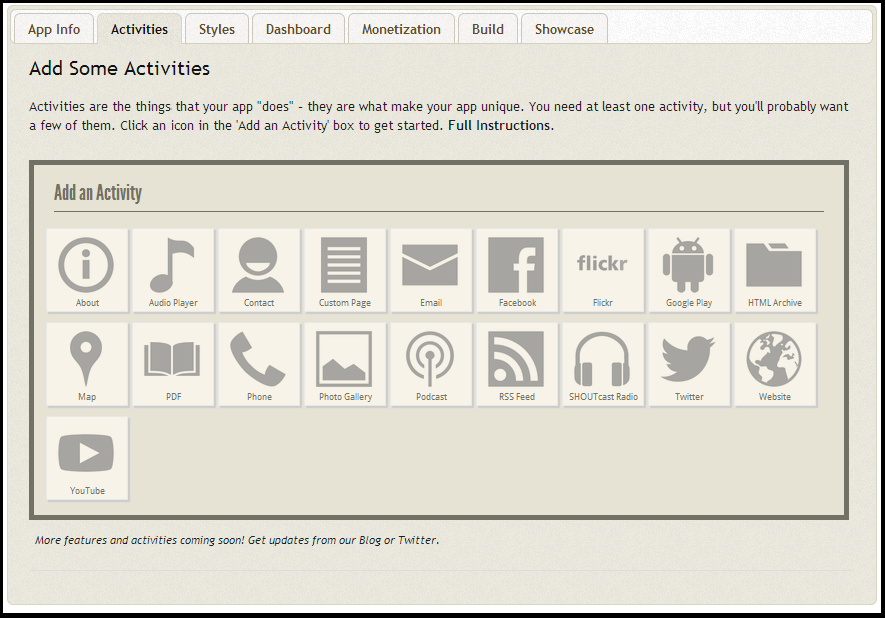 App Info Activities Styles Dashboard Monetization Build Showcase
Add Some Activities
Activities are the things that your app "does" - they are what make your app unique. You need at least one activity, but you'll probably want
a few of them. Click an icon in the 'Add an Activity' box to get started. Full Instructions.
Add an Activity
flickr
About Audio Player Contact Custom Page Email Facebook Flickr Google Play HTML Archive
Map PDF Phone Photo Gallery Podcast RSS Feed SHOUTcast Radio Twitter Website
YouTube
More features and activities coming soon! Get updates from our Blog or Twitter.